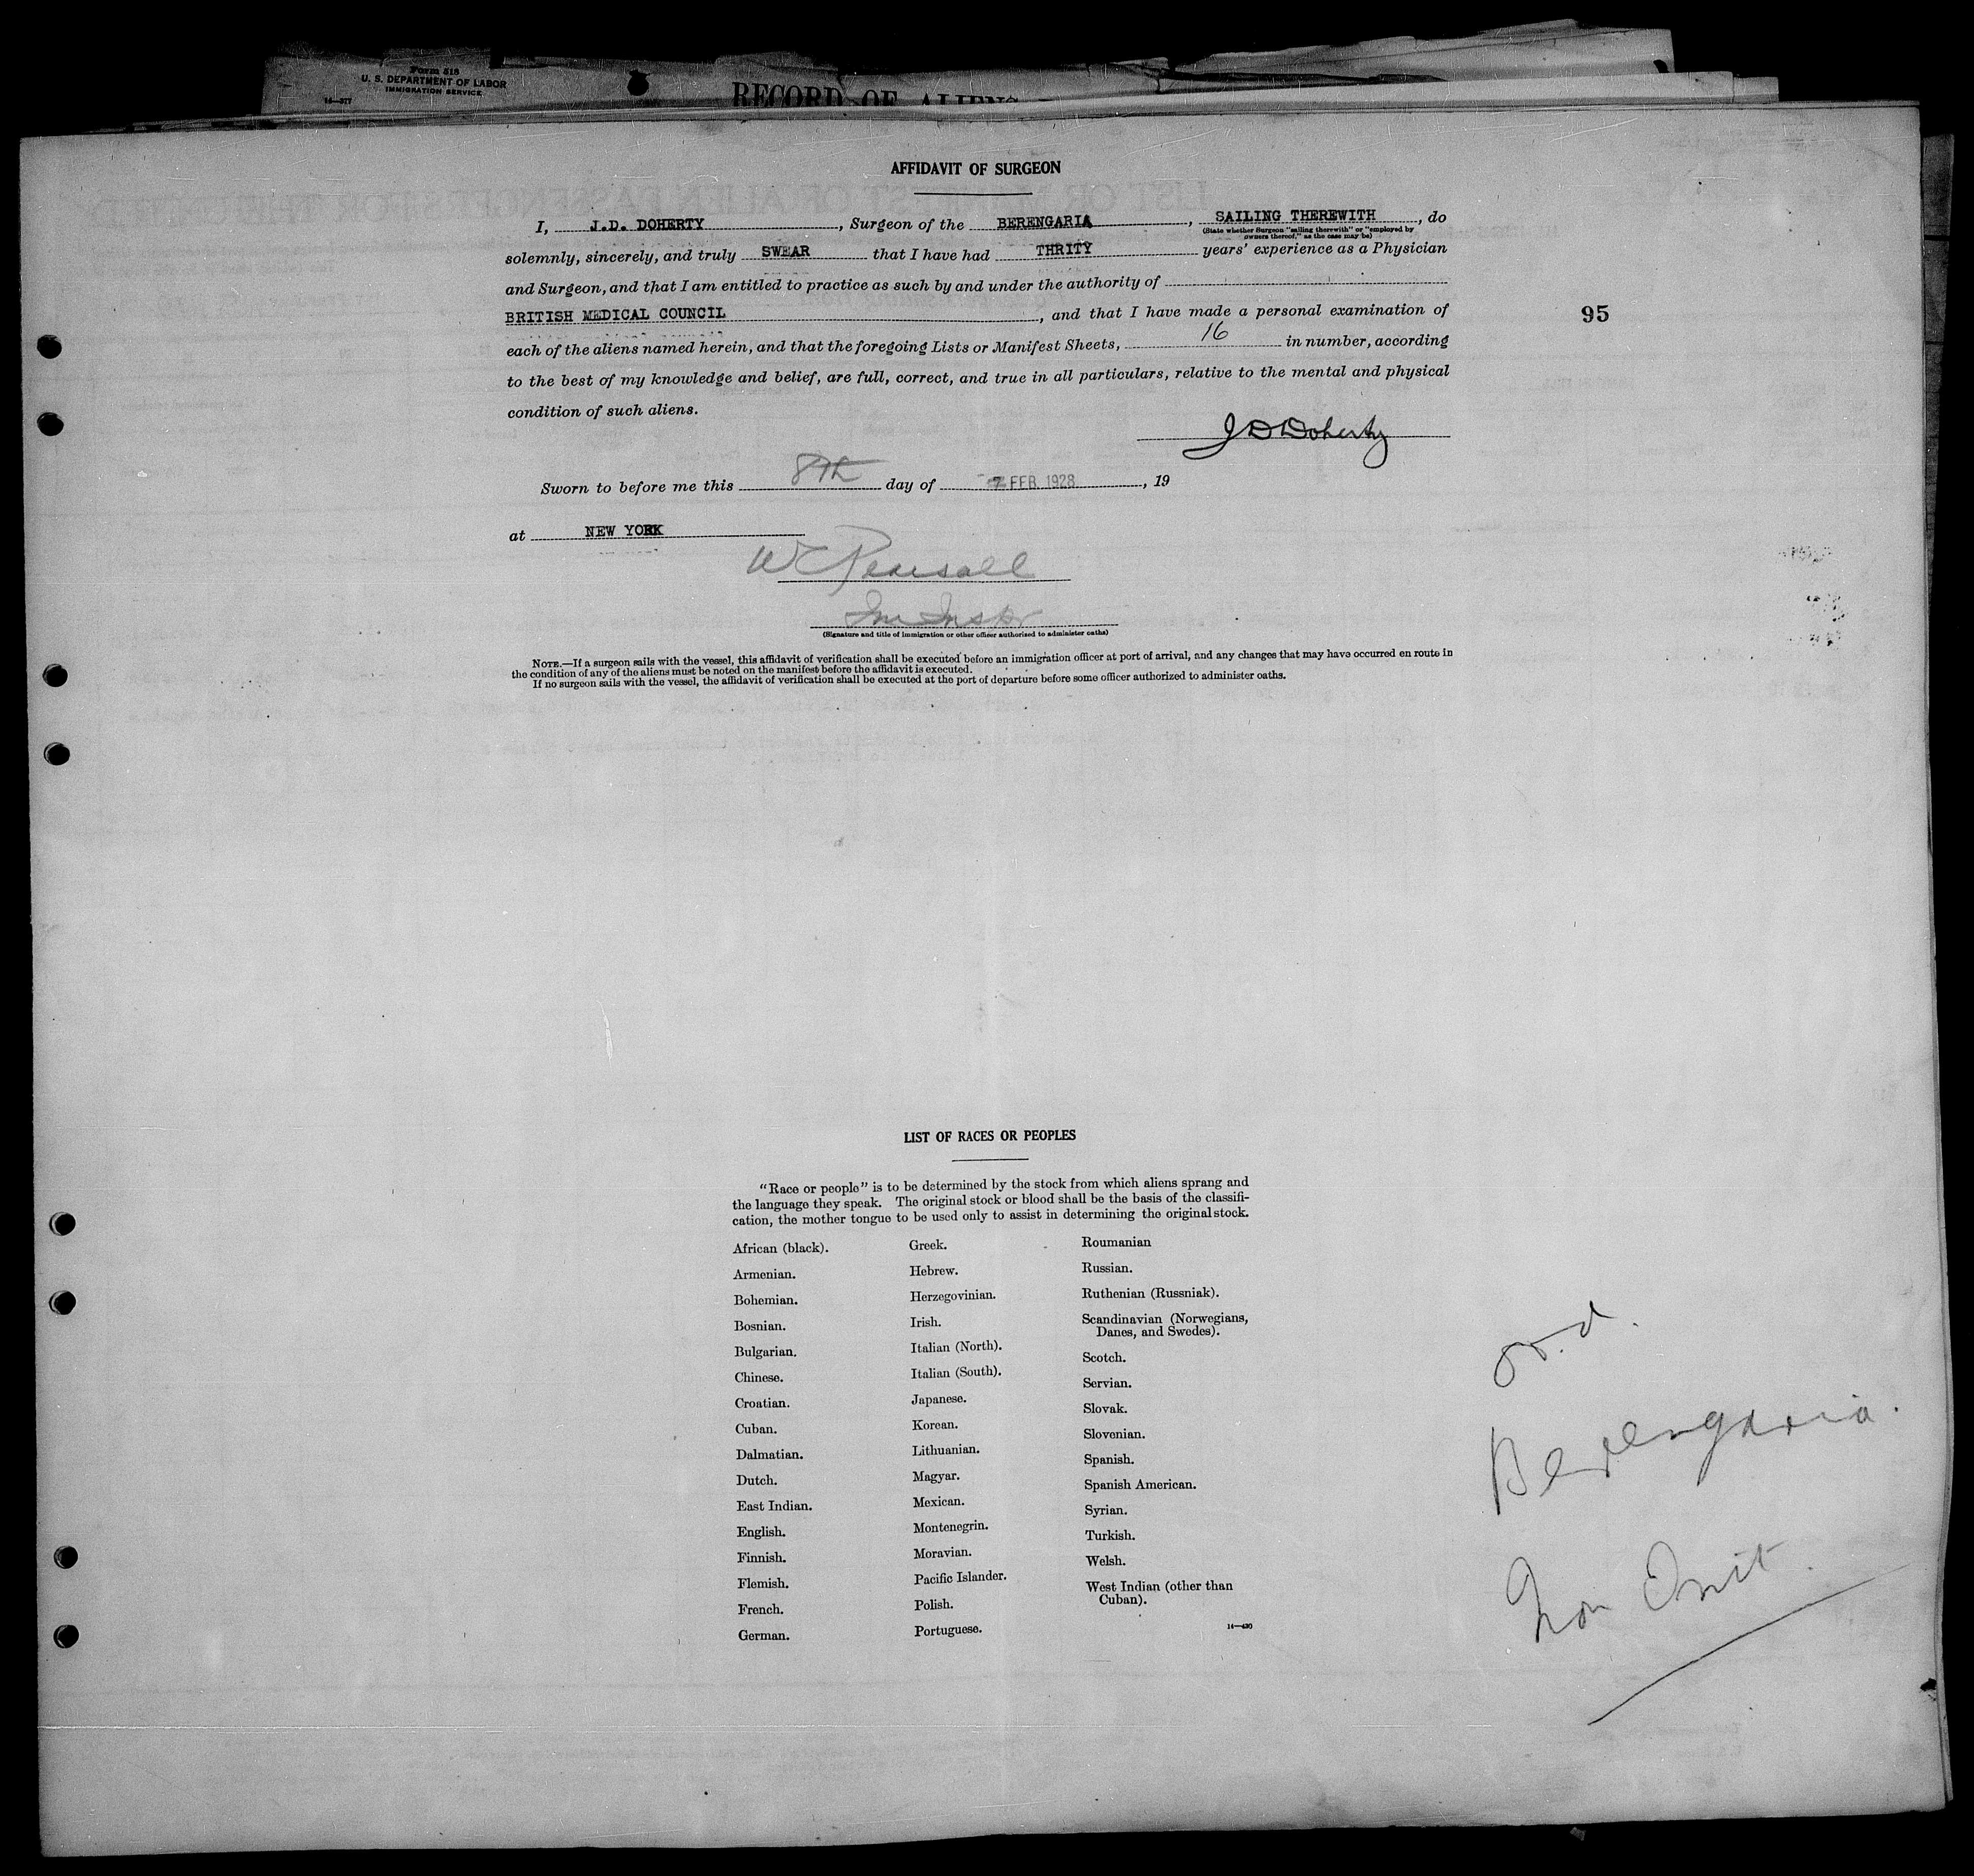 Form 518
U. S. DEPARTMENT OF LABOR
IMMIGRATION SERVICE
14—377
RECORD OF ALIENS
AFFIDAVIT OF SURGEON
I, J.D. DOHERTY, Surgeon of the BERENGARIA, SAILING THEREWITH, do
(State whether Surgeon "sailing therewith" or "employed by
owners thereof," as the case may be)
solemnly, sincerely, and truly SWEAR that I have had THRITY years' experience as a Physician
and Surgeon, and that I am entitled to practice as such by and under the authority of
BRITISH MEDICAL COUNCIL, and that I have made a personal examination of
95
each of the aliens named herein, and that the foregoing Lists or Manifest Sheets, 16 in number, according
to the best of my knowledge and belief, are full, correct, and true in all particulars, relative to the mental and physical
condition of such aliens.
J D Doherty
Sworn to before me this 8th day of 7 FEB 1928, 19
at NEW YORK
W C Pearsall
Imm Inspr
(Signature and title of immigration or other officer authorized to administer oaths)
NOTE.—If a surgeon sails with the vessel, this affidavit of verification shall be executed before an immigration officer at port of arrival, and any changes that may have occurred en route in
the condition of any of the aliens must be noted on the manifest before the affidavit is executed.
If no surgeon sails with the vessel, the affidavit of verification shall be executed at the port of departure before some officer authorized to administer oaths.
LIST OF RACES OR PEOPLES
"Race or people" is to be determined by the stock from which aliens sprang and
the language they speak. The original stock or blood shall be the basis of the classifi-
cation, the mother tongue to be used only to assist in determining the original stock.
African (black).
Armenian.
Bohemian.
Bosnian.
Bulgarian.
Chinese.
Croatian.
Cuban.
Dalmatian.
Dutch.
East Indian.
English.
Finnish.
Flemish.
French.
German.
Greek.
Hebrew.
Herzegovinian.
Irish.
Italian (North).
Italian (South).
Japanese.
Korean.
Lithuanian.
Magyar.
Mexican.
Montenegrin.
Moravian.
Pacific Islander.
Polish.
Portuguese.
Roumanian
Russian.
Ruthenian (Russniak).
Scandinavian (Norwegians,
Danes, and Swedes).
Scotch.
Servian.
Slovak.
Slovenian.
Spanish.
Spanish American.
Syrian.
Turkish.
Welsh.
West Indian (other than
Cuban).
14—430
Berengaria.